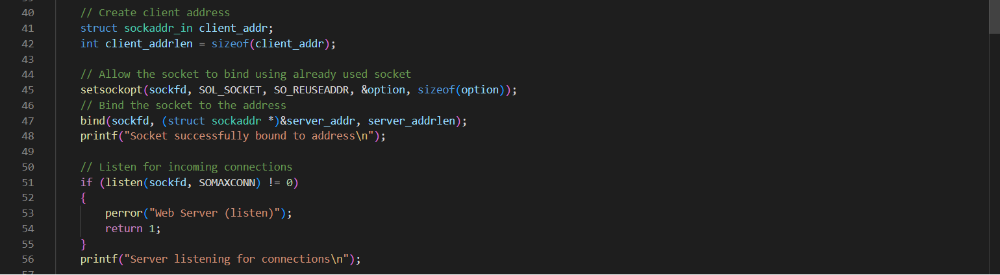 40 // Create client address
41 struct sockaddr_in client_addr;
42 int client_addrlen = sizeof(client_addr);
43
44 // Allow the socket to bind using already used socket
45 setsockopt(sockfd, SOL_SOCKET, SO_REUSEADDR, &option, sizeof(option));
46 // Bind the socket to the address
47 bind(sockfd, (struct sockaddr *)&server_addr, server_addrlen);
48 printf("Socket successfully bound to address\n");
49
50 // Listen for incoming connections
51 if (listen(sockfd, SOMAXCONN) != 0)
52 {
53 perror("Web Server (listen)");
54 return 1;
55 }
56 printf("Server listening for connections\n");